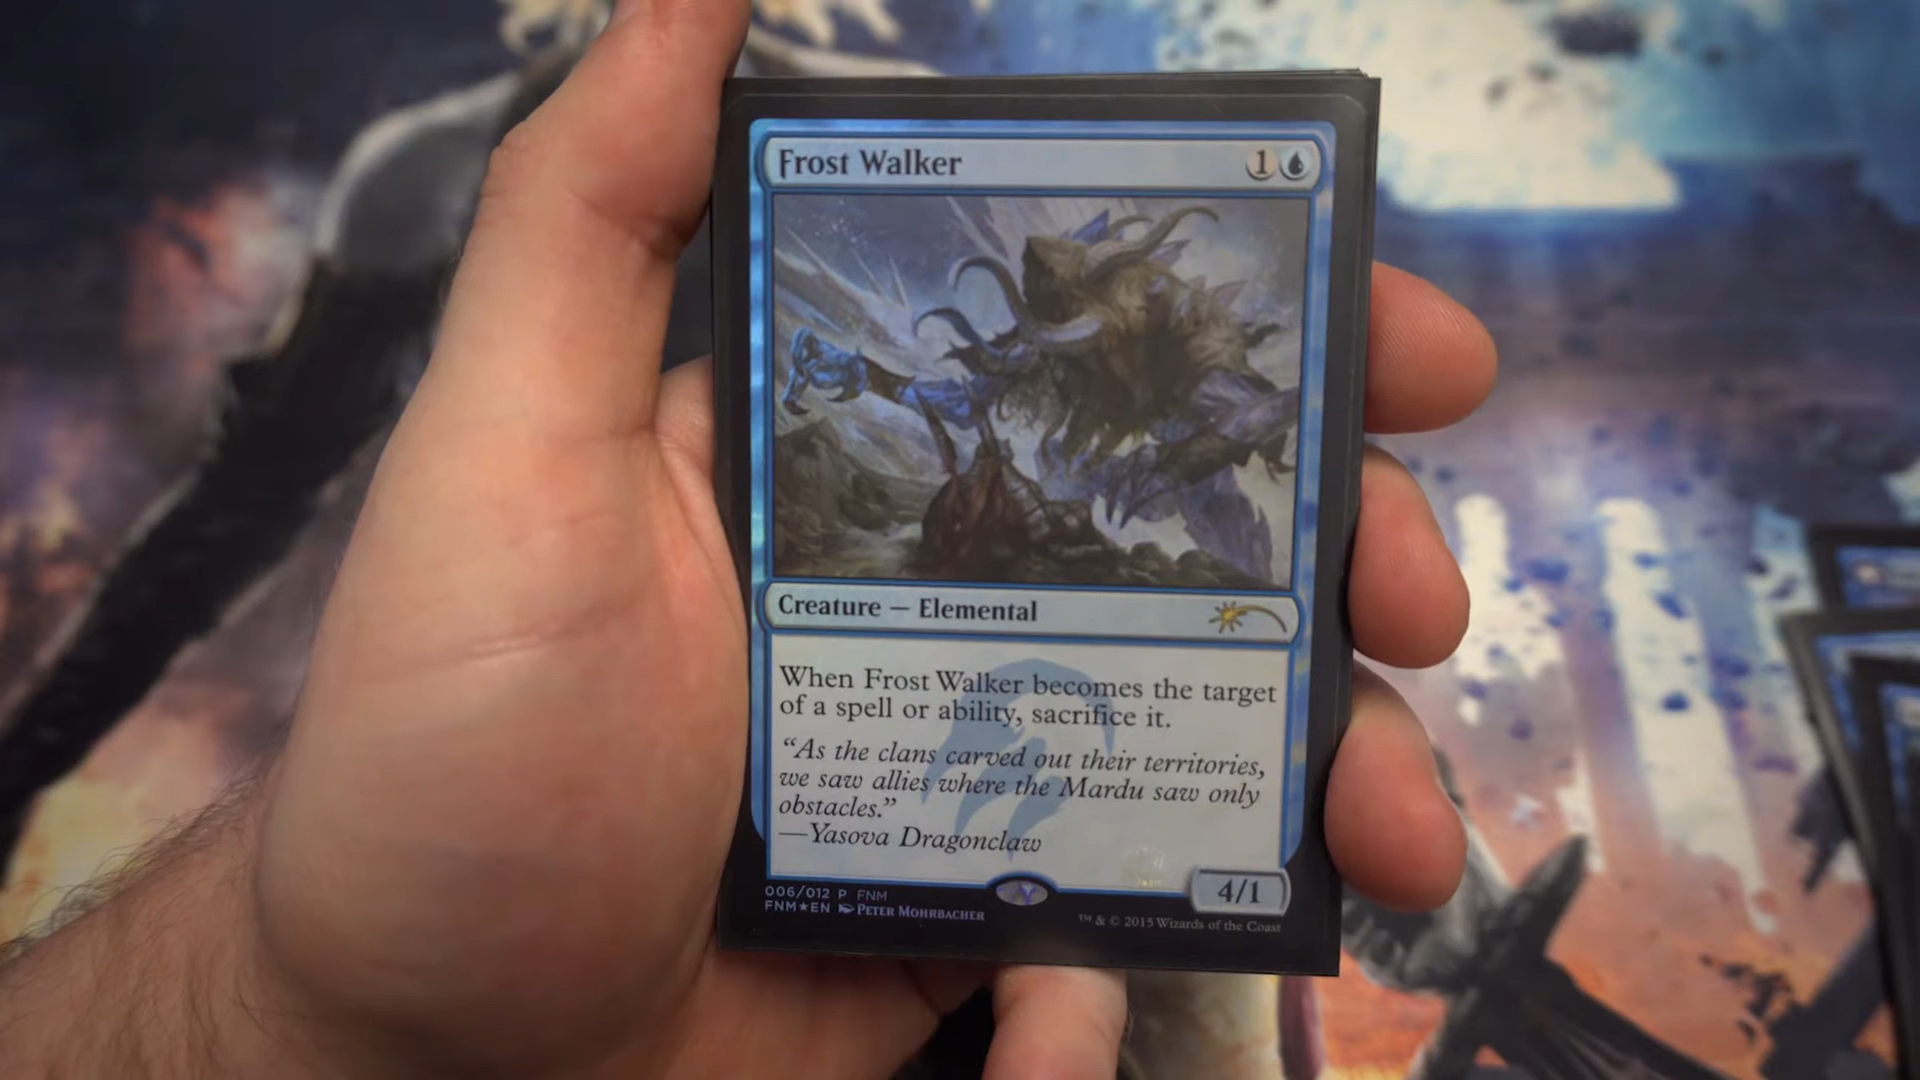 Frost Walker 1
Creature — Elemental
When Frost Walker becomes the target
of a spell or ability, sacrifice it.
“As the clans carved out their territories,
we saw allies where the Mardu saw only
obstacles.”
—Yasova Dragonclaw
4/1
006/012 P FNM
FNM★EN Peter Mohrbacher
™ & © 2015 Wizards of the Coast